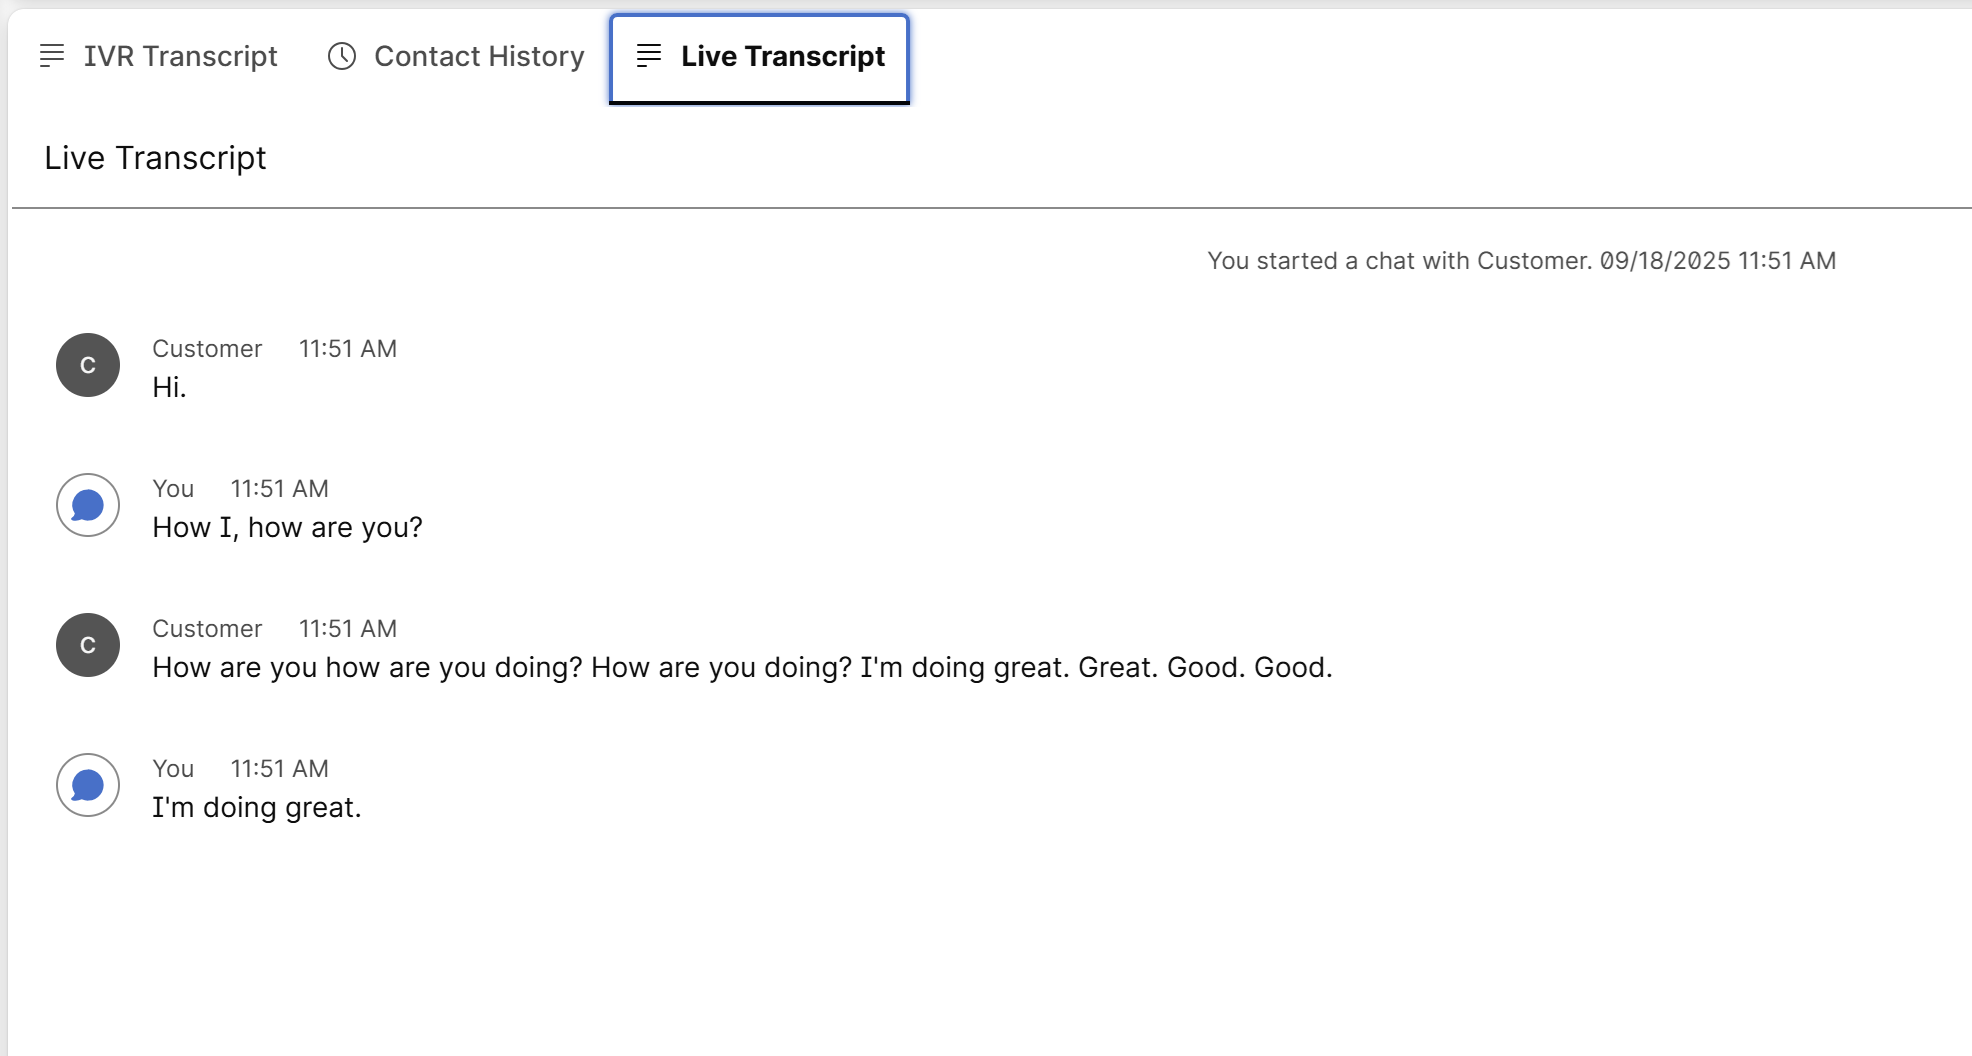 IVR Transcript Contact History Live Transcript
Live Transcript
You started a chat with Customer. 09/18/2025 11:51 AM
C Customer 11:51 AM
Hi.
You 11:51 AM
How I, how are you?
C Customer 11:51 AM
How are you how are you doing? How are you doing? I'm doing great. Great. Good. Good.
You 11:51 AM
I'm doing great.